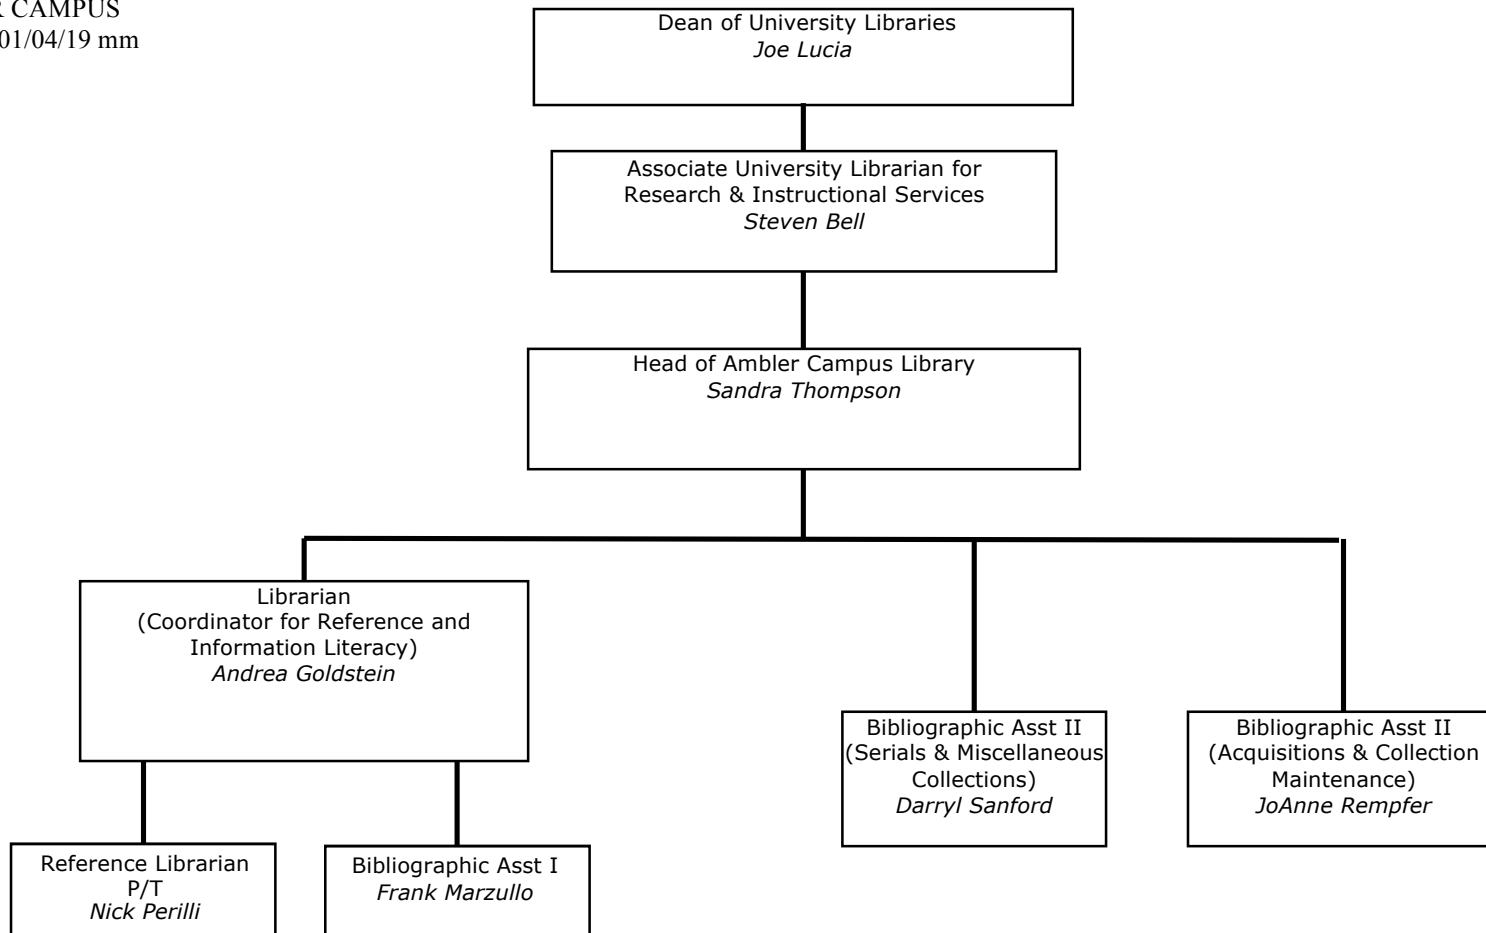 R CAMPUS
01/04/19 mm
Dean of University Libraries
Joe Lucia
Associate University Librarian for
Research & Instructional Services
Steven Bell
Head of Ambler Campus Library
Sandra Thompson
Librarian
(Coordinator for Reference and
Information Literacy)
Andrea Goldstein
Bibliographic Asst II
(Serials & Miscellaneous
Collections)
Darryl Sanford
Bibliographic Asst II
(Acquisitions & Collection
Maintenance)
JoAnne Rempfer
Reference Librarian
P/T
Nick Perilli
Bibliographic Asst I
Frank Marzullo